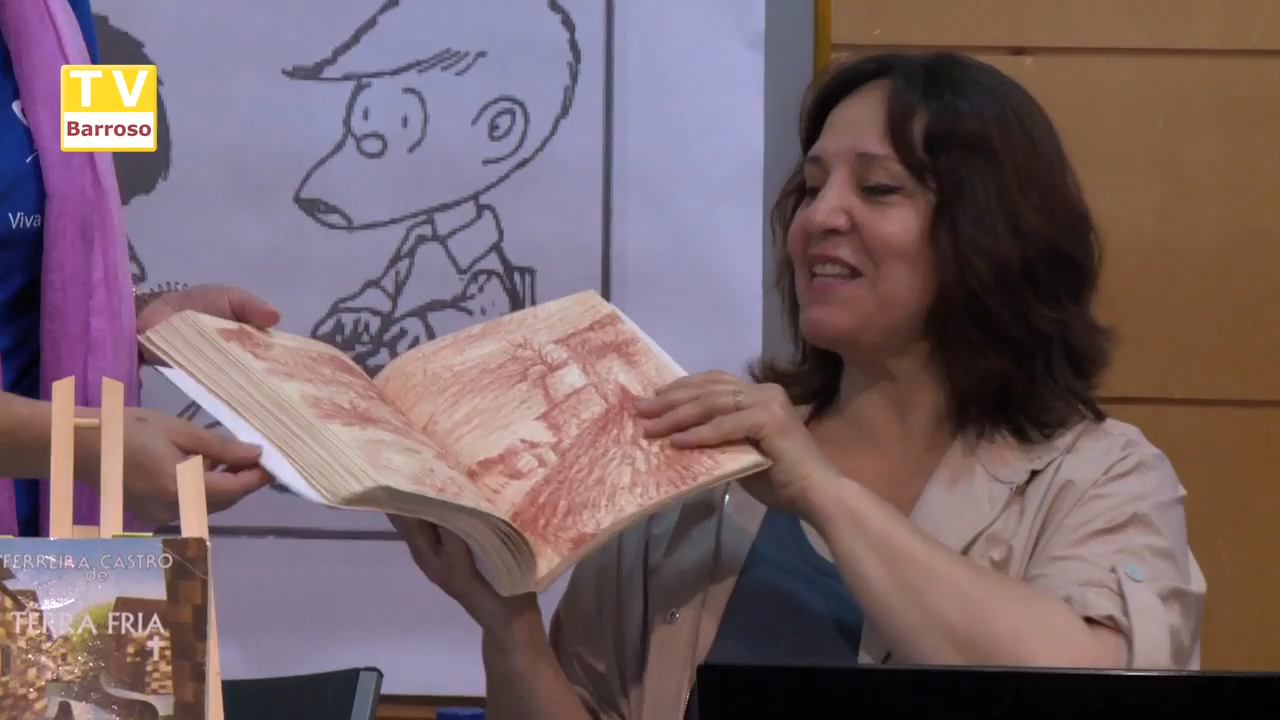 TV
Barroso
Viva
FERREIRA CASTRO
de
TERRA FRIA